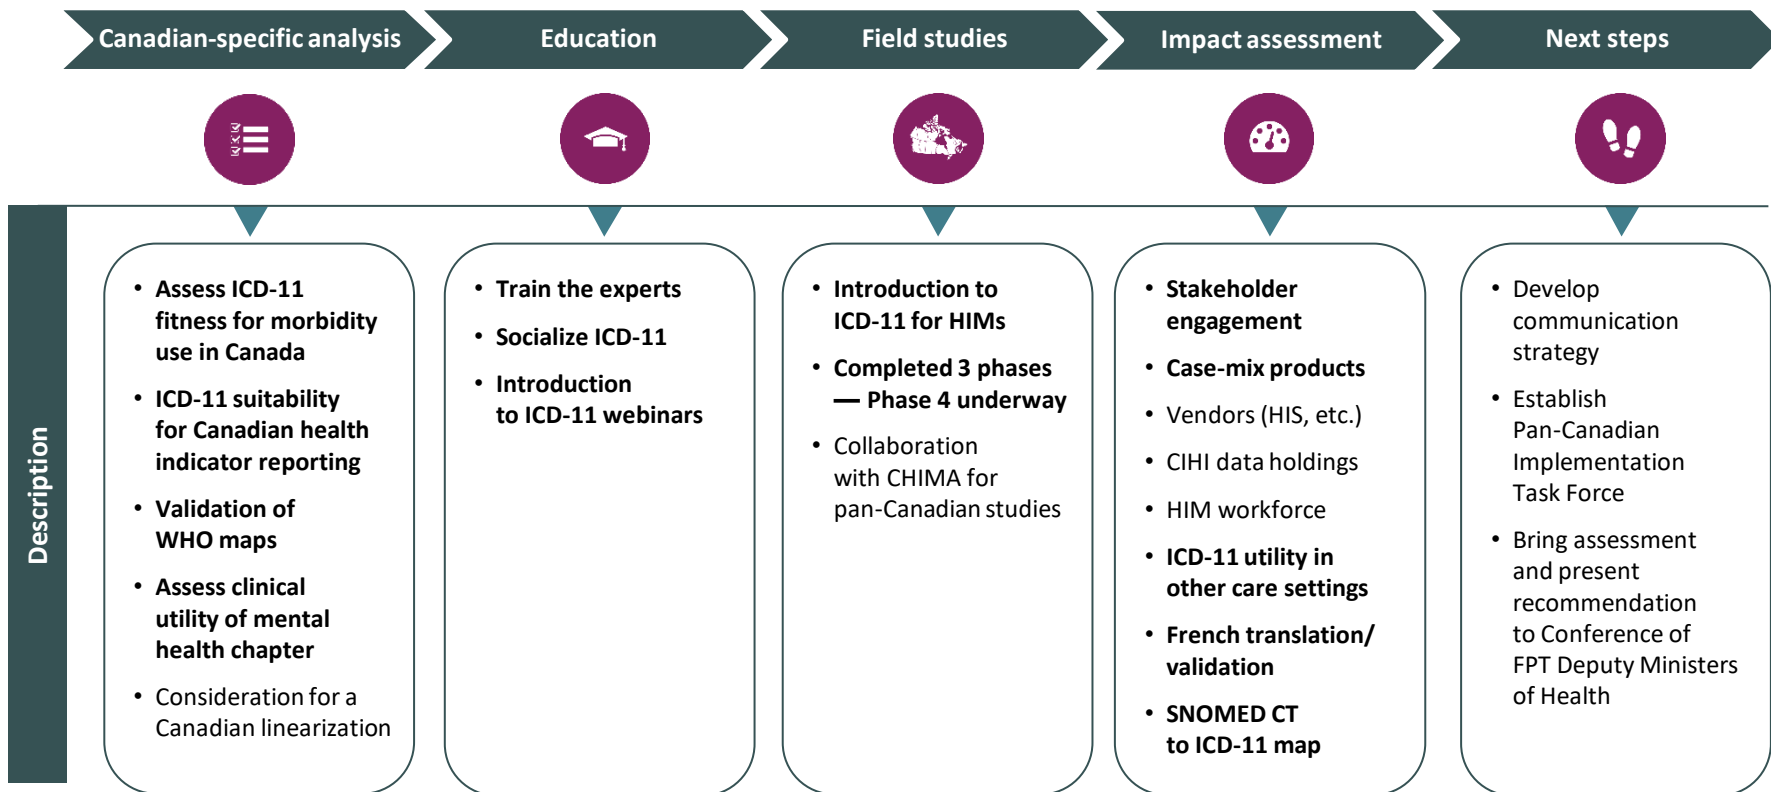 Canadian-specific analysis
Education
Field studies
Impact assessment
Next steps
Description
• Assess ICD-11
fitness for morbidity
use in Canada
• ICD-11 suitability
for Canadian health
indicator reporting
• Validation of
WHO maps
• Assess clinical
utility of mental
health chapter
• Consideration for a
Canadian linearization
• Train the experts
• Socialize ICD-11
• Introduction
to ICD-11 webinars
• Introduction to
ICD-11 for HIMs
• Completed 3 phases
— Phase 4 underway
• Collaboration
with CHIMA for
pan-Canadian studies
• Stakeholder
engagement
• Case-mix products
• Vendors (HIS, etc.)
• CIHI data holdings
• HIM workforce
• ICD-11 utility in
other care settings
• French translation/
validation
• SNOMED CT
to ICD-11 map
• Develop
communication
strategy
• Establish
Pan-Canadian
Implementation
Task Force
• Bring assessment
and present
recommendation
to Conference of
FPT Deputy Ministers
of Health